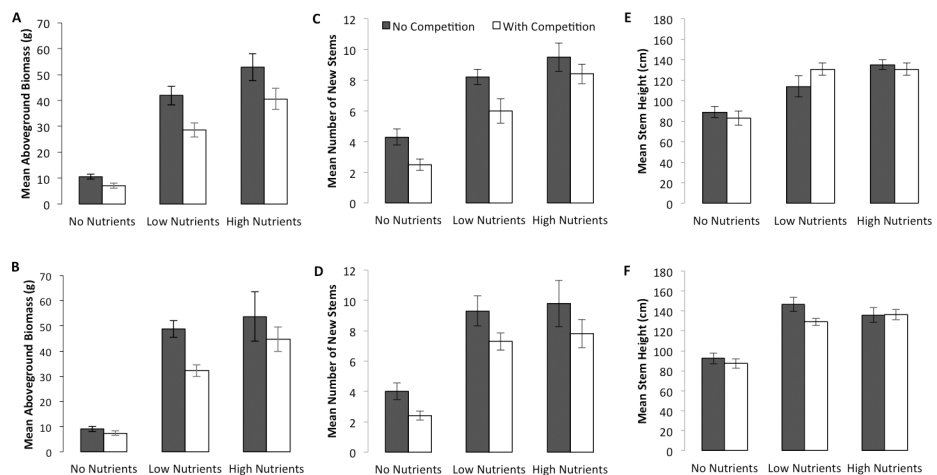 A
Mean Aboveground Biomass (g)
70
60
50
40
30
20
10
0
No Nutrients Low Nutrients High Nutrients
C
Mean Number of New Stems
12
10
8
6
4
2
0
No Competition With Competition
No Nutrients Low Nutrients High Nutrients
E
Mean Stem Height (cm)
180
160
140
120
100
80
60
40
20
0
No Nutrients Low Nutrients High Nutrients
B
Mean Aboveground Biomass (g)
70
60
50
40
30
20
10
0
No Nutrients Low Nutrients High Nutrients
D
Mean Number of New Stems
12
10
8
6
4
2
0
No Nutrients Low Nutrients High Nutrients
F
Mean Stem Height (cm)
180
160
140
120
100
80
60
40
20
0
No Nutrients Low Nutrients High Nutrients